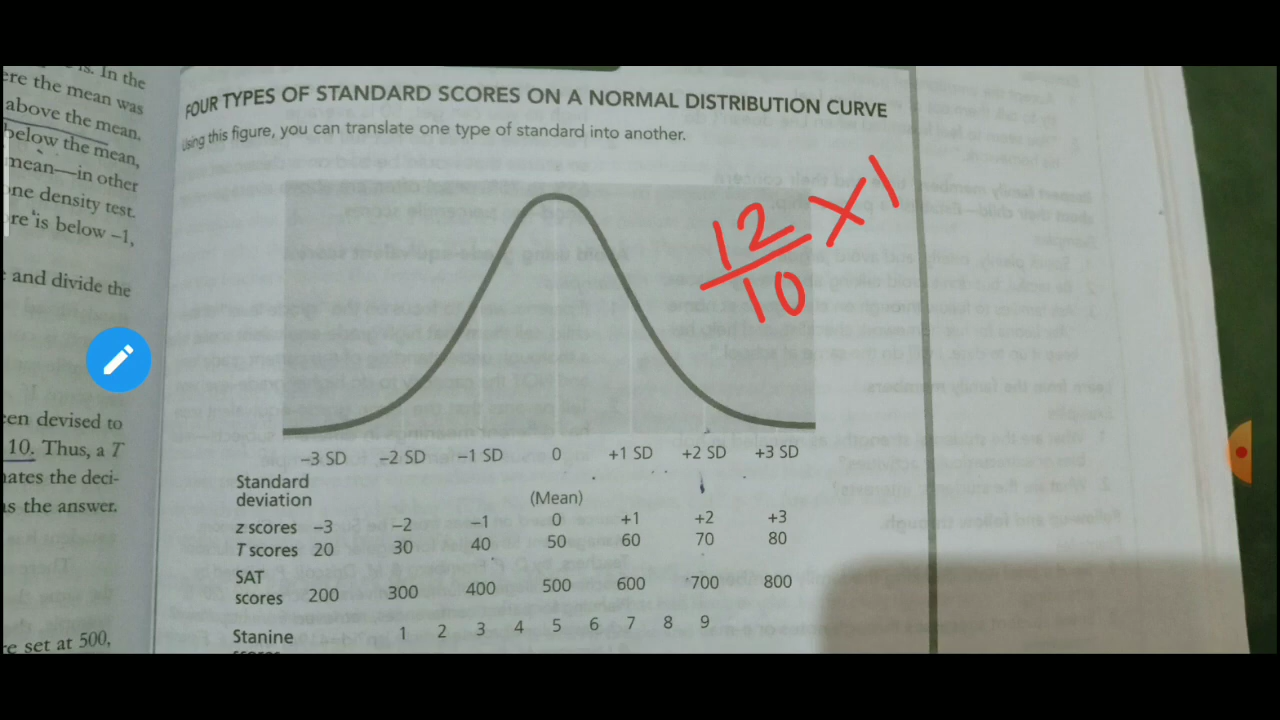 is. In the
ere the mean was
above the mean.
below the mean,
mean—in other
one density test.
ore is below –1,
and divide the
en devised to
10. Thus, a T
nates the deci-
s the answer.
e set at 500,
FOUR TYPES OF STANDARD SCORES ON A NORMAL DISTRIBUTION CURVE
Using this figure, you can translate one type of standard into another.
12/10 × 1
–3 SD –2 SD –1 SD 0 +1 SD +2 SD +3 SD
Standard
deviation (Mean)
z scores –3 –2 –1 0 +1 +2 +3
T scores 20 30 40 50 60 70 80
SAT
scores 200 300 400 500 600 700 800
Stanine 1 2 3 4 5 6 7 8 9